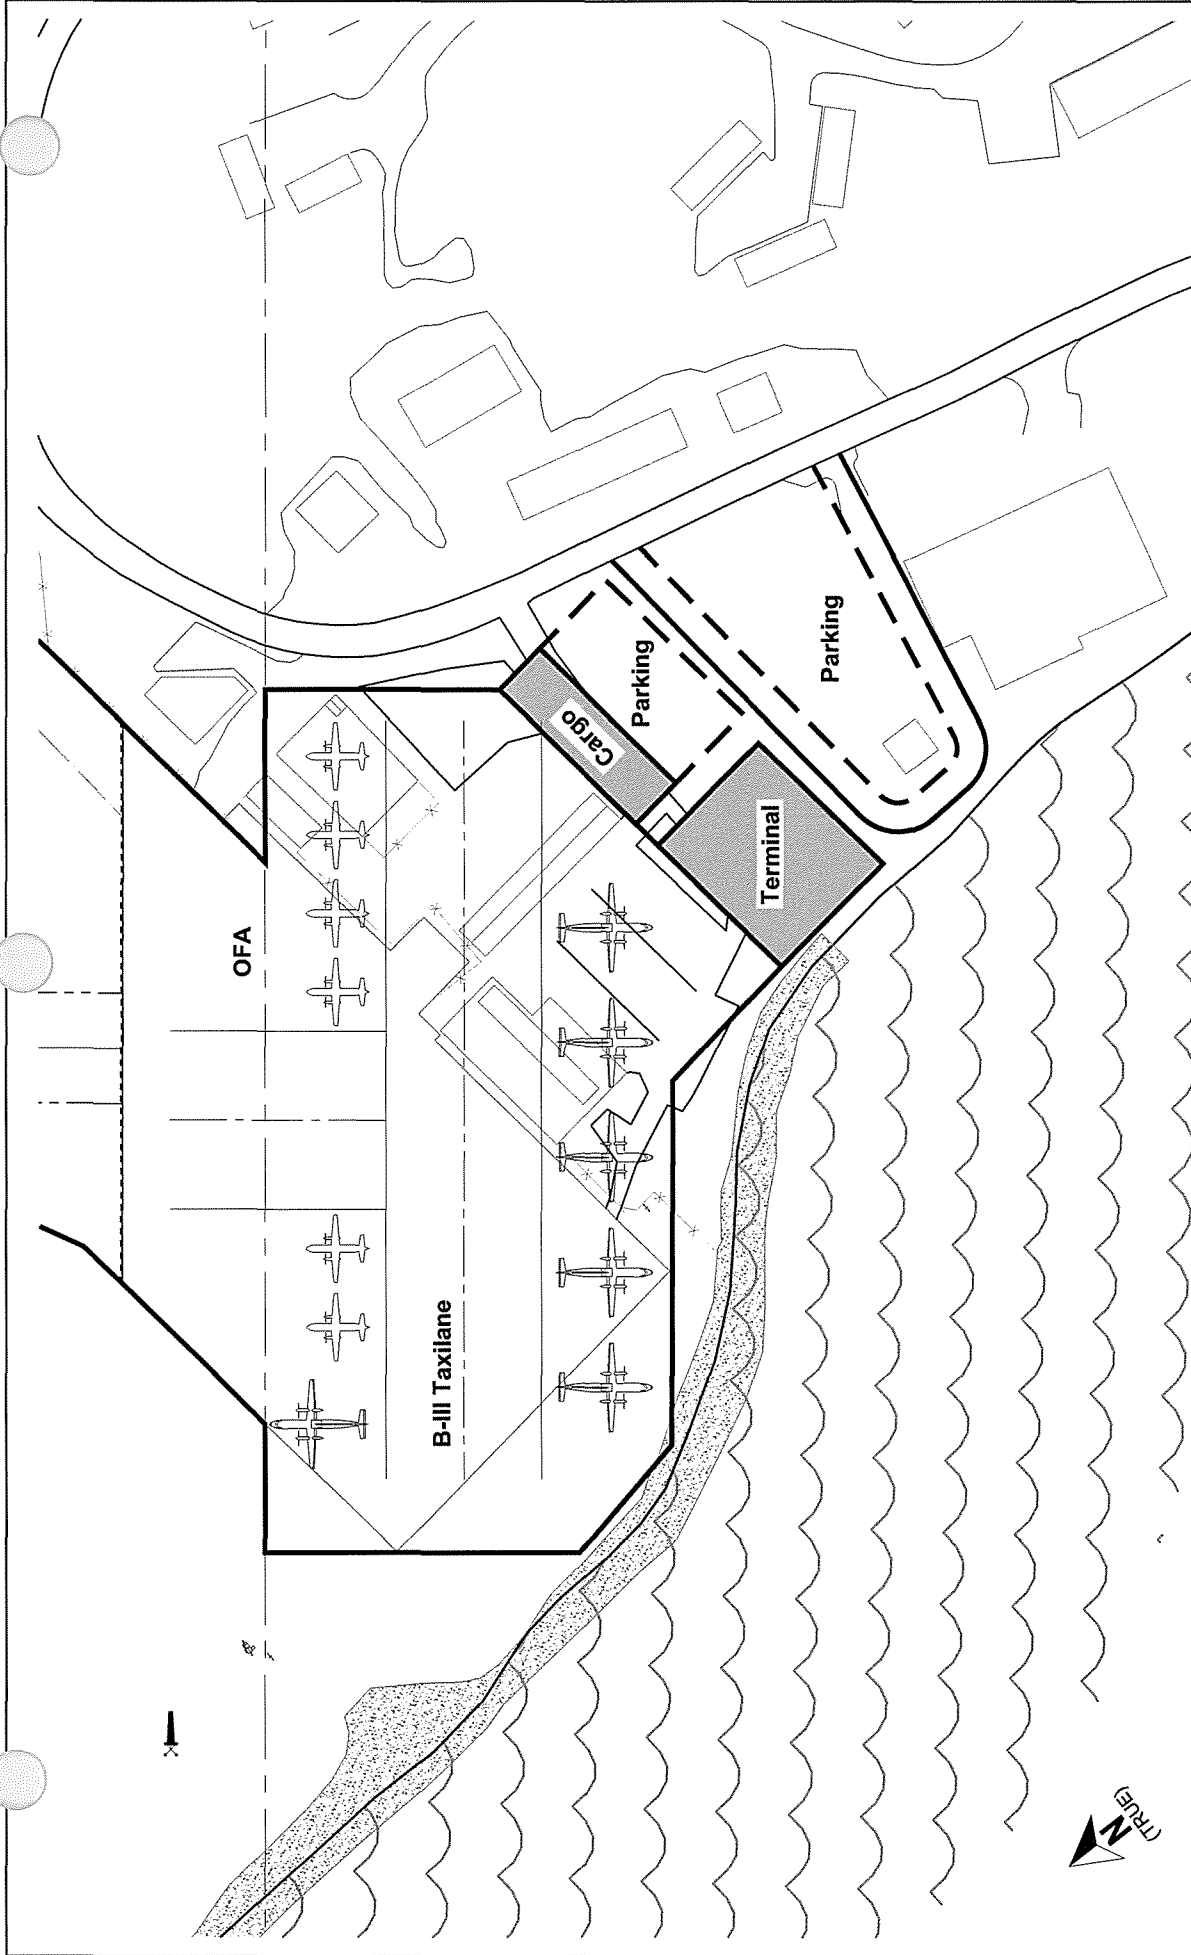 OFA
B-III Taxilane
Cargo
Parking
Parking
Terminal
N
(TRUE)